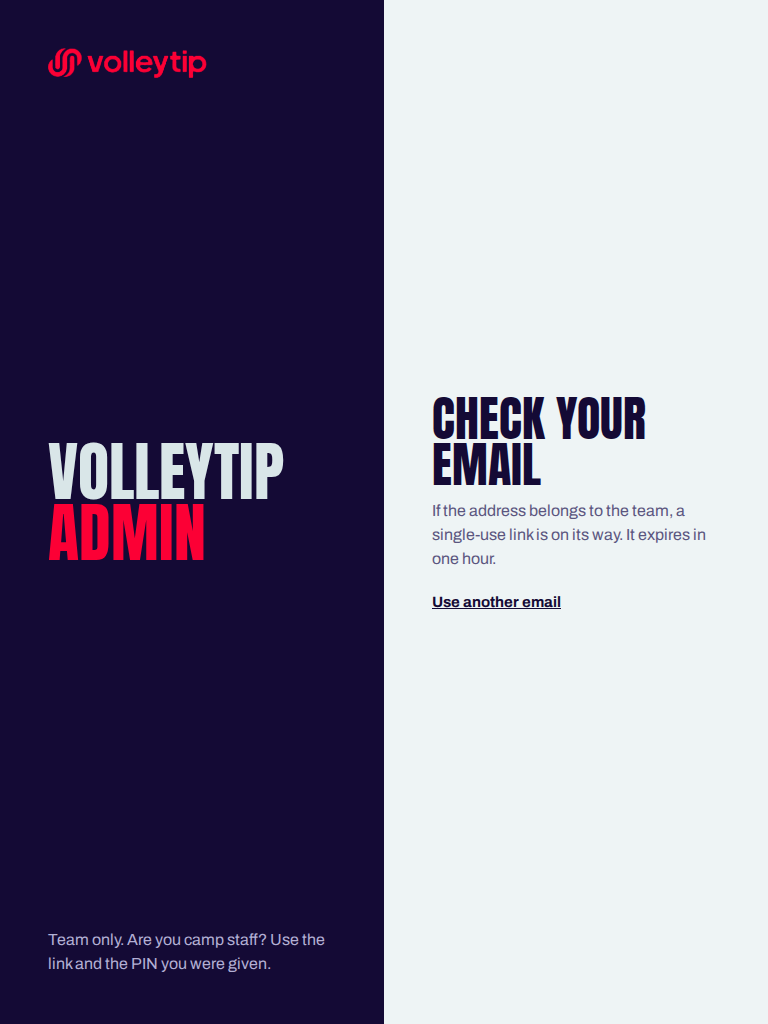 volleytip
VOLLEYTIP
ADMIN
Team only. Are you camp staff? Use the
link and the PIN you were given.
CHECK YOUR
EMAIL
If the address belongs to the team, a
single-use link is on its way. It expires in
one hour.
Use another email